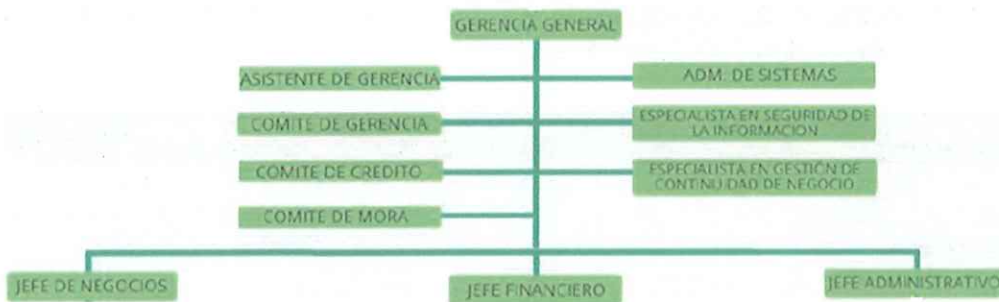 GERENCIA GENERAL
ASISTENTE DE GERENCIA
ADM. DE SISTEMAS
COMITE DE GERENCIA
ESPECIALISTA EN SEGURIDAD DE
LA INFORMACION
COMITE DE CREDITO
ESPECIALISTA EN GESTIÓN DE
CONTINUIDAD DE NEGOCIO
COMITE DE MORA
JEFE DE NEGOCIOS
JEFE FINANCIERO
JEFE ADMINISTRATIVO